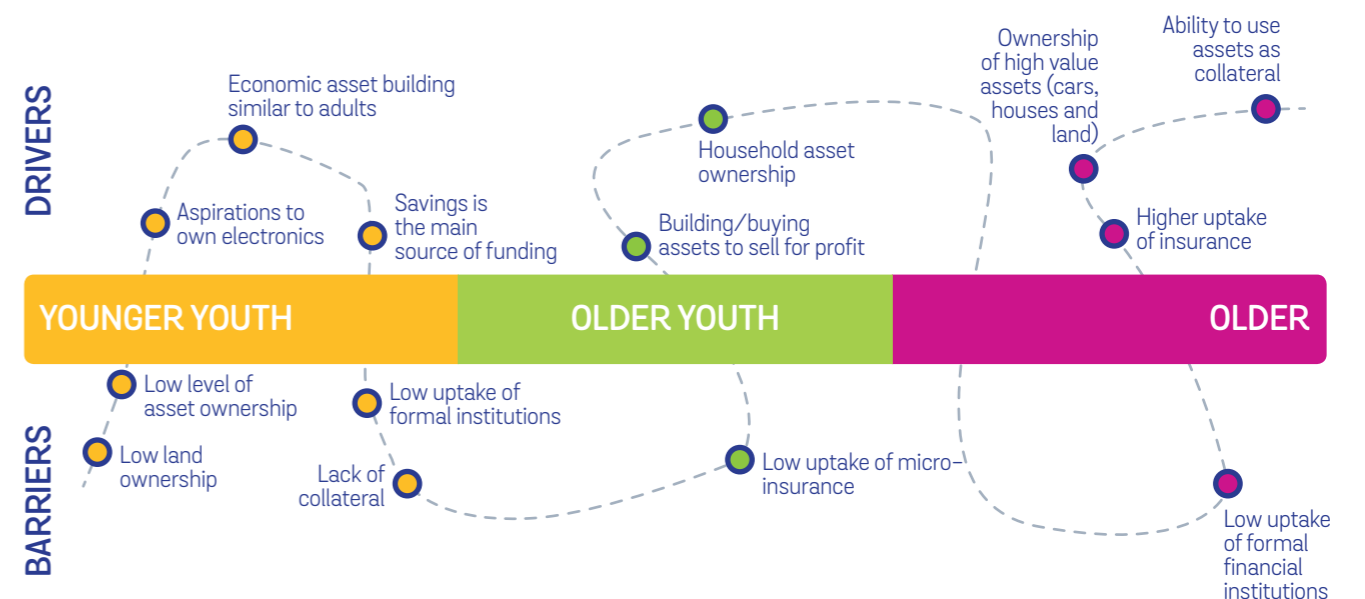 DRIVERS
Economic asset building
similar to adults
Aspirations to
own electronics
Savings is
the main
source of funding
Household asset
ownership
Building/buying
assets to sell for profit
Ownership
of high value
assets (cars,
houses and
land)
Ability to use
assets as
collateral
Higher uptake
of insurance
YOUNGER YOUTH
OLDER YOUTH
OLDER
BARRIERS
Low level of
asset ownership
Low land
ownership
Low uptake of
formal institutions
Lack of
collateral
Low uptake of micro-
insurance
Low uptake
of formal
financial
institutions